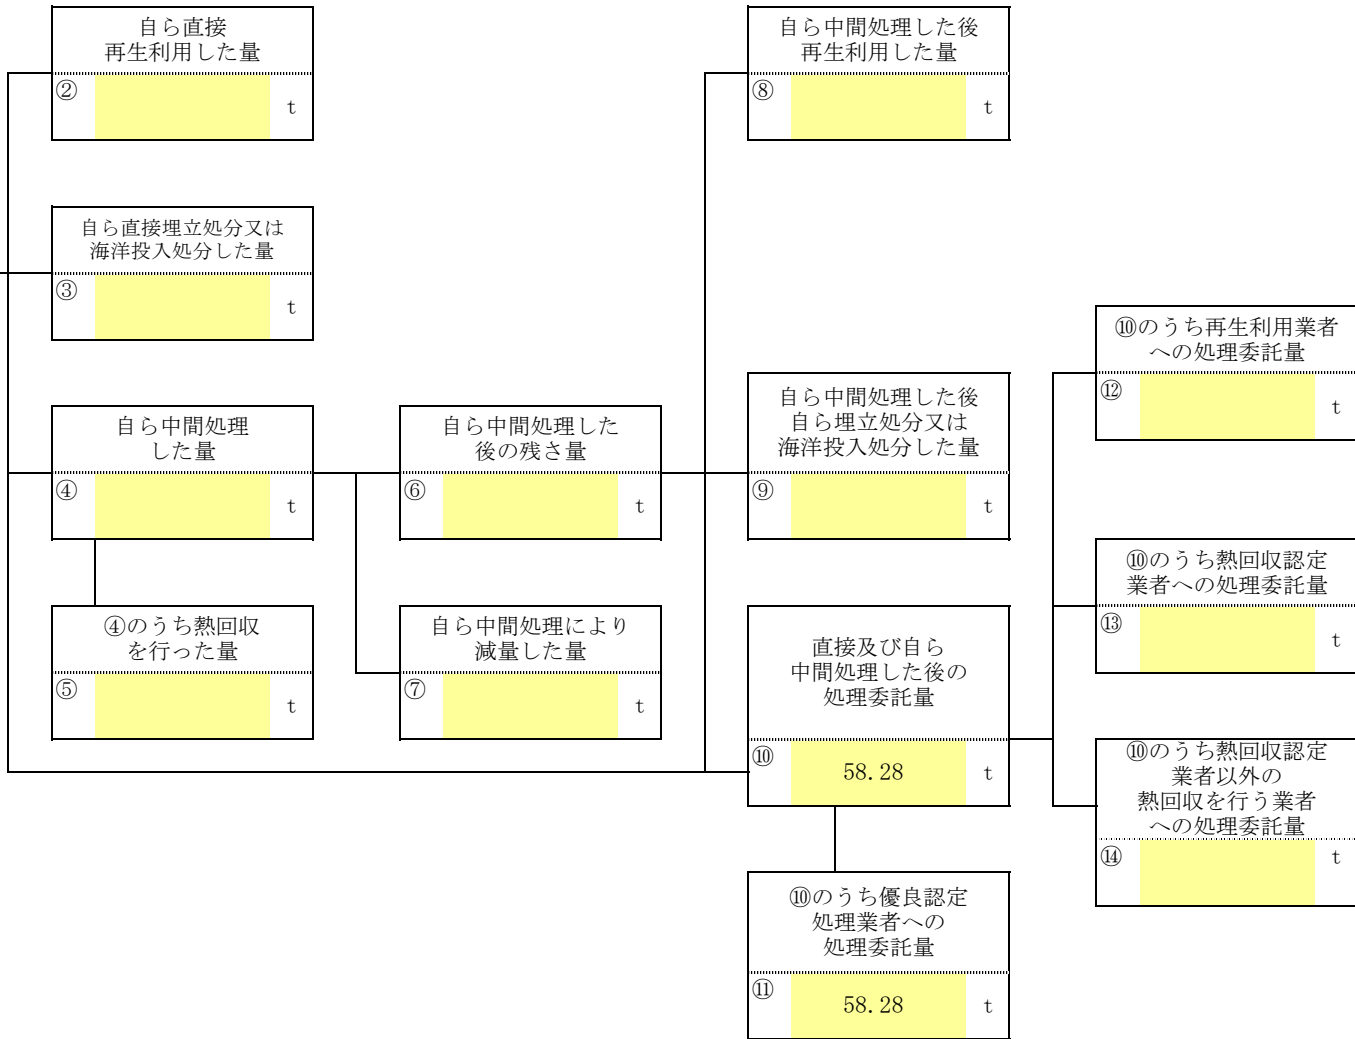 自ら直接
再生利用した量
②
t
自ら中間処理した後
再生利用した量
⑧
t
自ら直接埋立処分又は
海洋投入処分した量
③
t
⑩のうち再生利用業者
への処理委託量
⑫
t
自ら中間処理
した量
④
t
自ら中間処理した
後の残さ量
⑥
t
自ら中間処理した後
自ら埋立処分又は
海洋投入処分した量
⑨
t
⑩のうち熱回収認定
業者への処理委託量
⑬
t
④のうち熱回収
を行った量
⑤
t
自ら中間処理により
減量した量
⑦
t
直接及び自ら
中間処理した後の
処理委託量
⑩ 58.28 t
⑩のうち熱回収認定
業者以外の
熱回収を行う業者
への処理委託量
⑭
t
⑩のうち優良認定
処理業者への
処理委託量
⑪ 58.28 t